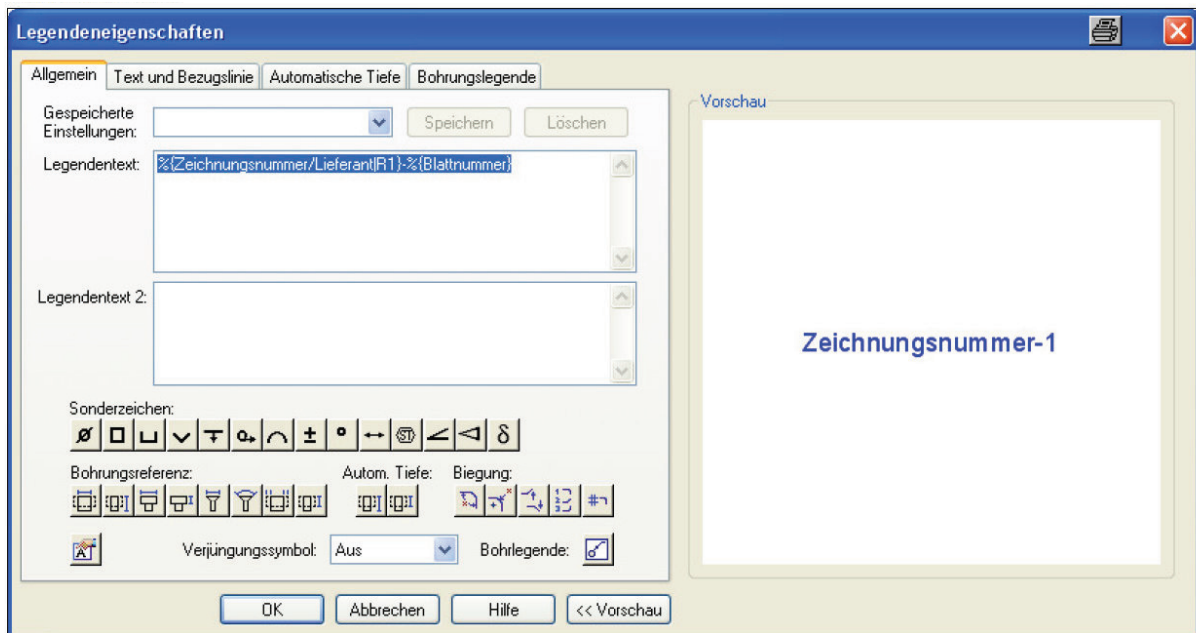 Legendeneigenschaften
Allgemein Text und Bezugslinie Automatische Tiefe Bohrungslegende
Gespeicherte
Einstellungen:
Speichern Löschen
Legendentext: %{Zeichnungsnummer/Lieferant|R1}-%{Blattnummer}
Legendentext 2:
Sonderzeichen:
Ø ± ° ST δ
Bohrungsreferenz: Autom. Tiefe: Biegung:
Verjüngungssymbol: Aus Bohrlegende:
OK Abbrechen Hilfe << Vorschau
Vorschau
Zeichnungsnummer-1